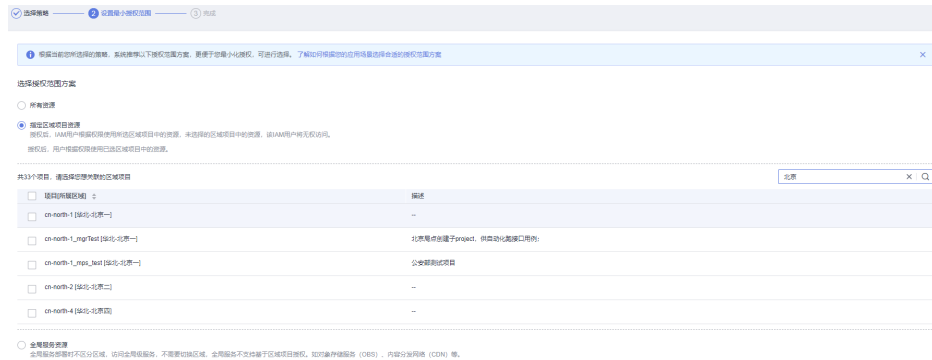 选择策略 2 设置最小授权范围 3 完成
根据当前您所选择的策略，系统推荐以下授权范围方案，更便于您最小化授权，可进行选择。了解如何根据您的应用场景选择合适的授权范围方案
选择授权范围方案
所有资源
指定区域项目资源
授权后，IAM用户根据权限使用所选区域项目中的资源，未选择的区域项目中的资源，该IAM用户将无权访问。
授权后，用户根据权限使用已选区域项目中的资源。
共33个项目，请选择您想关联的区域项目 北京
项目[所属区域] 描述
cn-north-1 [华北-北京一] --
cn-north-1_mgrTest [华北-北京一] 北京局点创建子project，供自动化冀接口用例;
cn-north-1_mps_test [华北-北京一] 公安部测试项目
cn-north-2 [华北-北京二] --
cn-north-4 [华北-北京四] --
全局服务资源
全局服务部署时不区分区域，访问全局级服务，不需要切换区域，全局服务不支持基于区域项目授权。如对象存储服务（OBS）、内容分发网络（CDN）等。